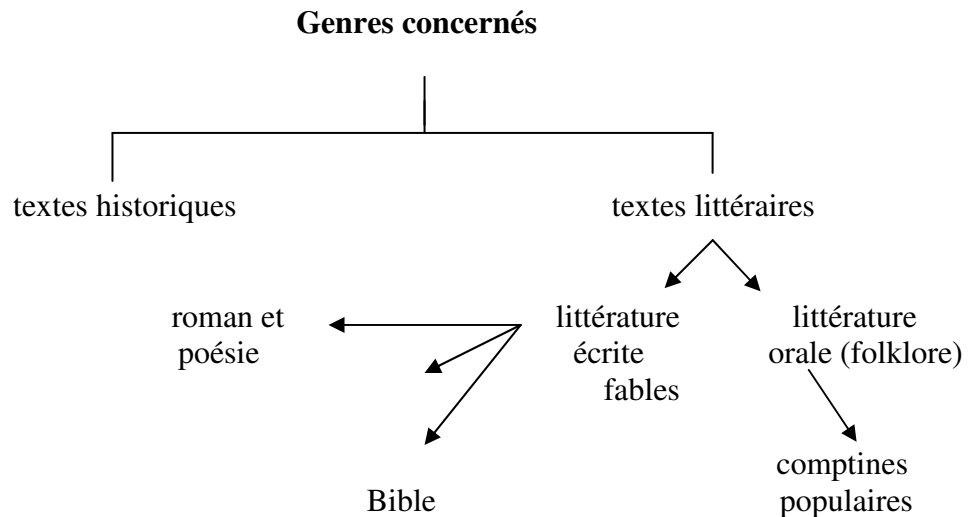 Genres concernés
textes historiques
textes littéraires
roman et
poésie
littérature
écrite
fables
littérature
orale (folklore)
comptines
populaires
Bible